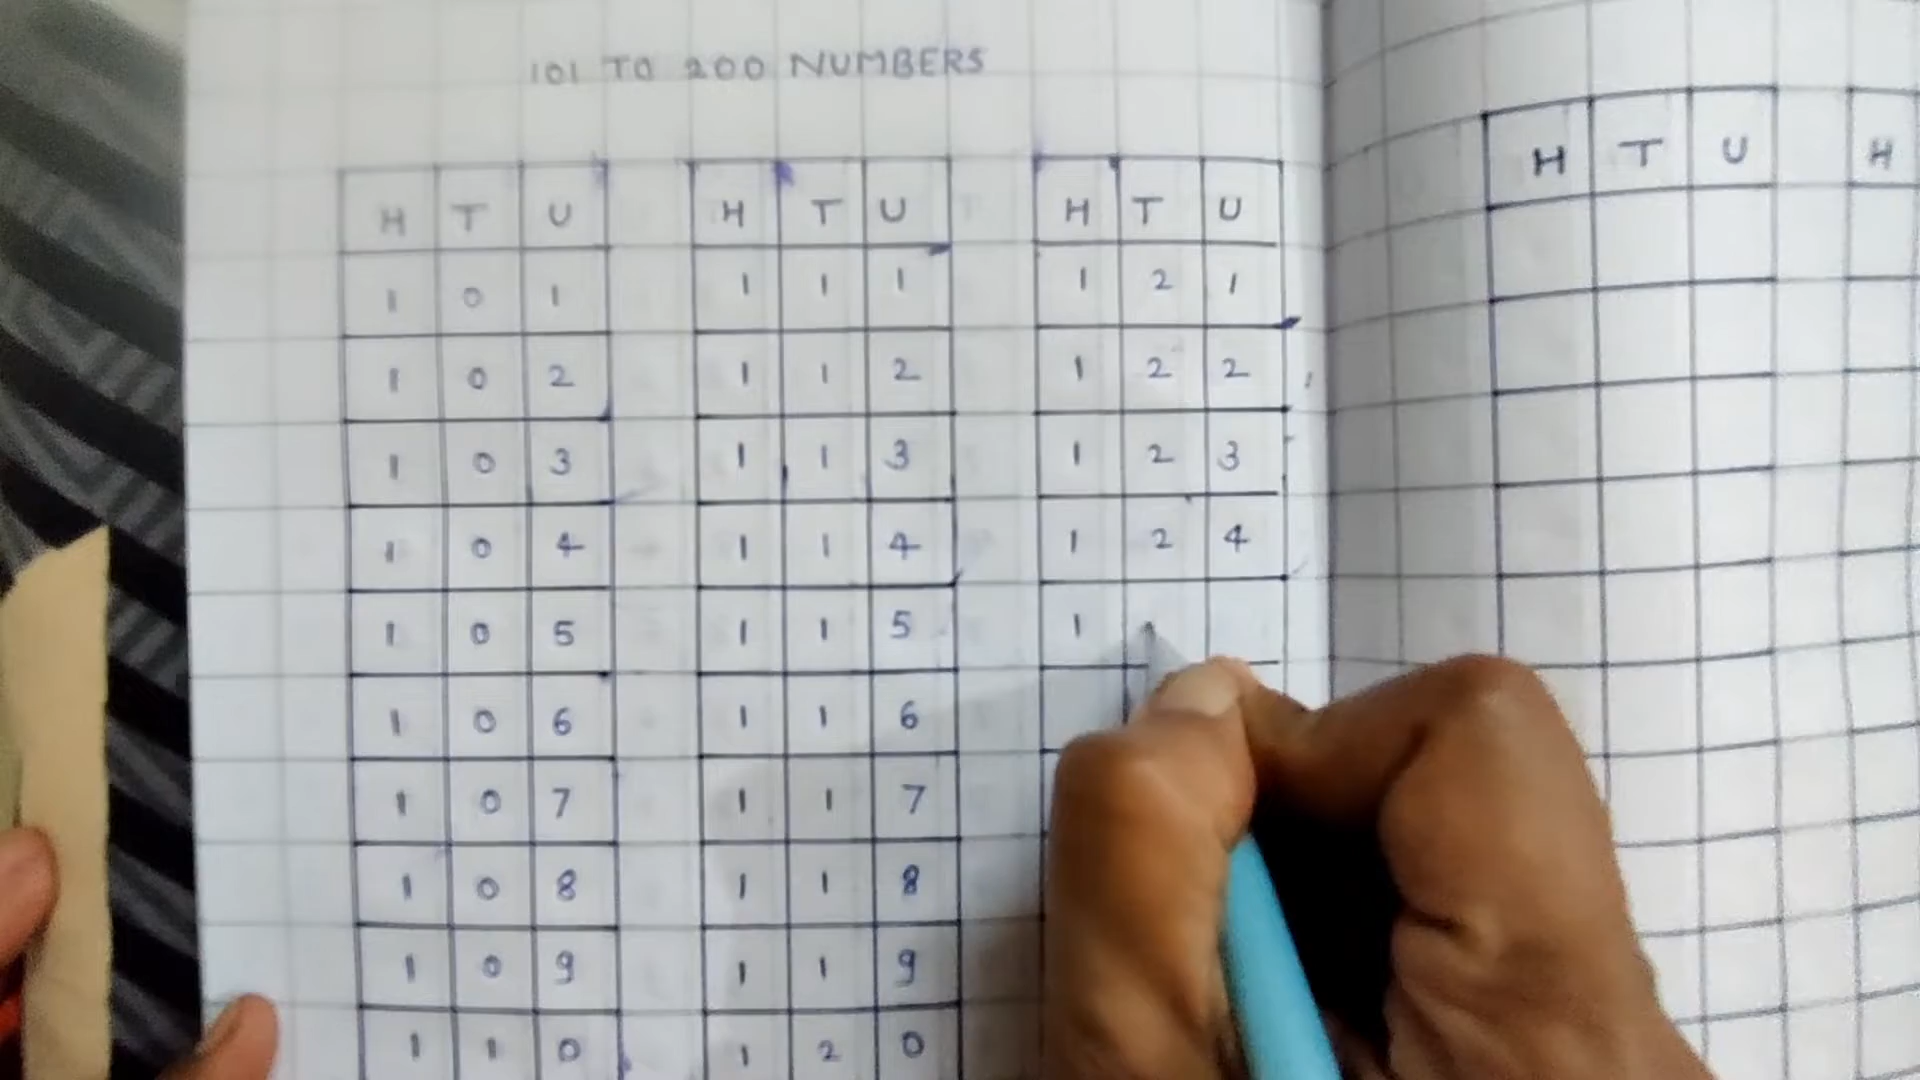 101 TO 200 NUMBERS
H T U H T U H T U H T U H
1 0 1 1 1 1 1 2 1
1 0 2 1 1 2 1 2 2
1 0 3 1 1 3 1 2 3
1 0 4 1 1 4 1 2 4
1 0 5 1 1 5 1
1 0 6 1 1 6
1 0 7 1 1 7
1 0 8 1 1 8
1 0 9 1 1 9
1 1 0 1 2 0